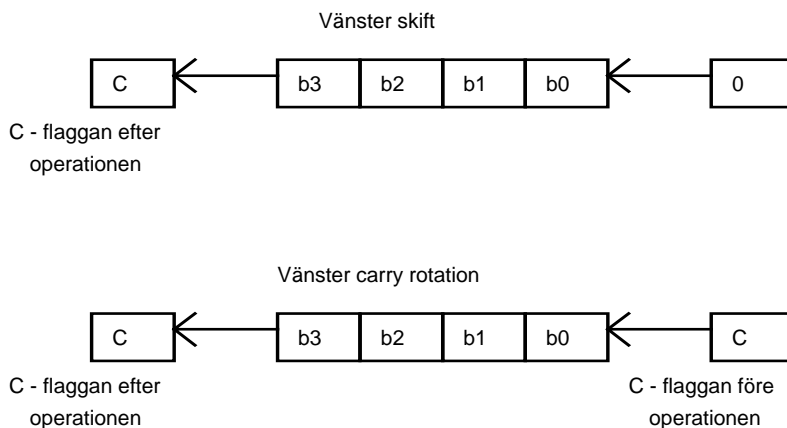 Vänster skift
C b3 b2 b1 b0 0
C - flaggan efter
operationen
Vänster carry rotation
C b3 b2 b1 b0 C
C - flaggan efter
operationen
C - flaggan före
operationen